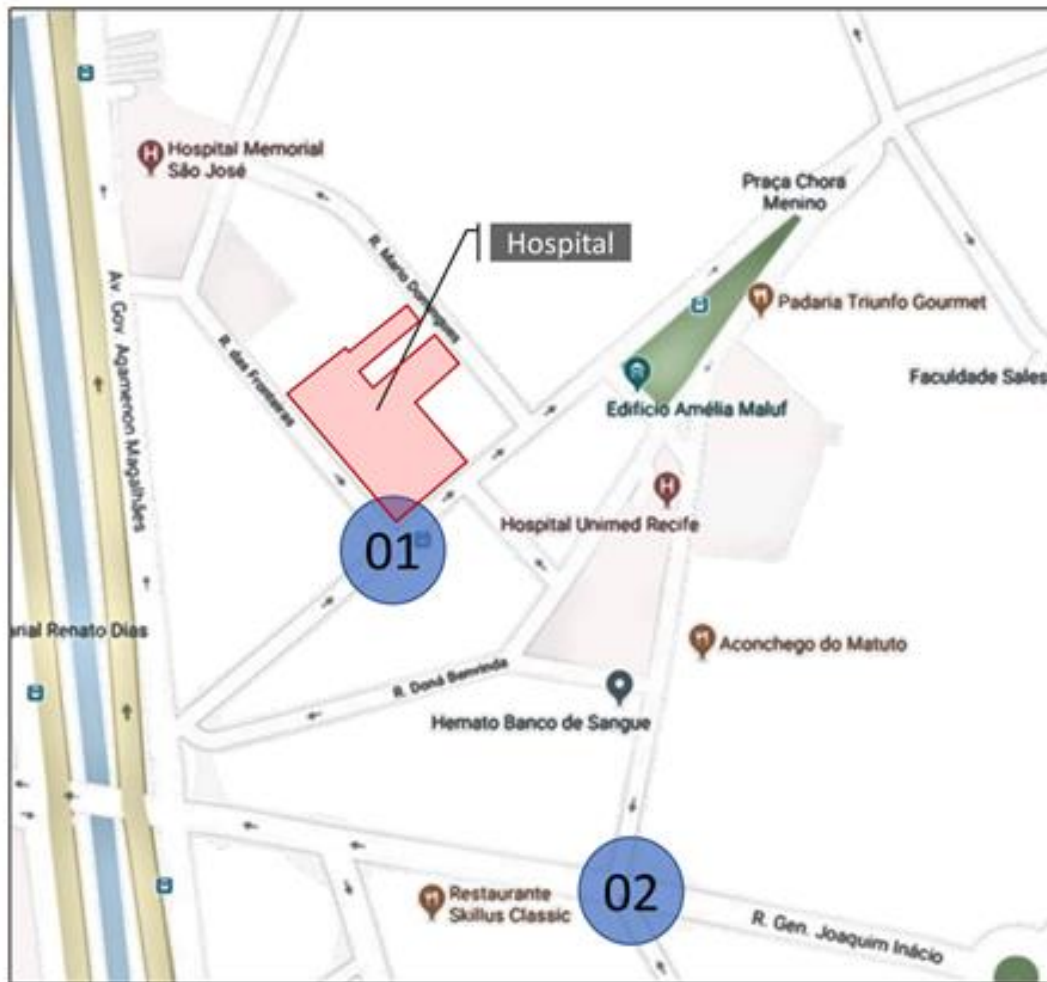 Hospital Memorial
São José
Praça Chora
Menino
Hospital
R. Mario Domingues
Padaria Triunfo Gourmet
Av. Gov. Agamenon Magalhães
R. das Fronteiras
Faculdade Sales
Edifício Amélia Maluf
Hospital Unimed Recife
01
Renato Dias
Aconchego do Matuto
R. Dona Benvinda
Hemato Banco de Sangue
02
Restaurante
Skillus Classic
R. Gen. Joaquim Inácio